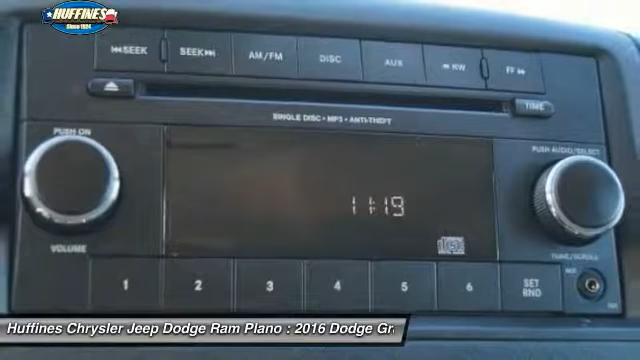 HUFFINES
Since 1924
SEEK SEEK AM/FM DISC AUX KW FF
TIME
SINGLE DISC • MP3 • ANTI-THEFT
PUSH ON
PUSH AUDIO/SELECT
11:19
VOLUME
TUNE/SCROLL
1 2 3 4 5 6 SET RND
Huffines Chrysler Jeep Dodge Ram Plano : 2016 Dodge Gr